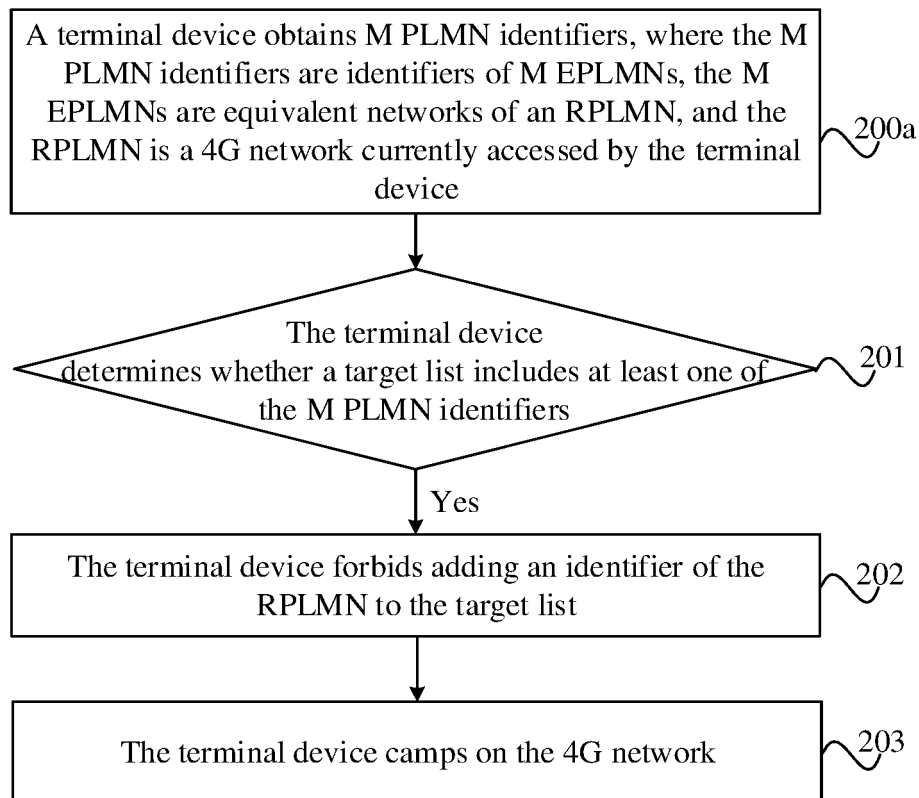 A terminal device obtains M PLMN identifiers, where the M
PLMN identifiers are identifiers of M EPLMNs, the M
EPLMNs are equivalent networks of an RPLMN, and the
RPLMN is a 4G network currently accessed by the terminal
device
200a
The terminal device
determines whether a target list includes at least one of
the M PLMN identifiers
201
Yes
The terminal device forbids adding an identifier of the
RPLMN to the target list
202
The terminal device camps on the 4G network
203